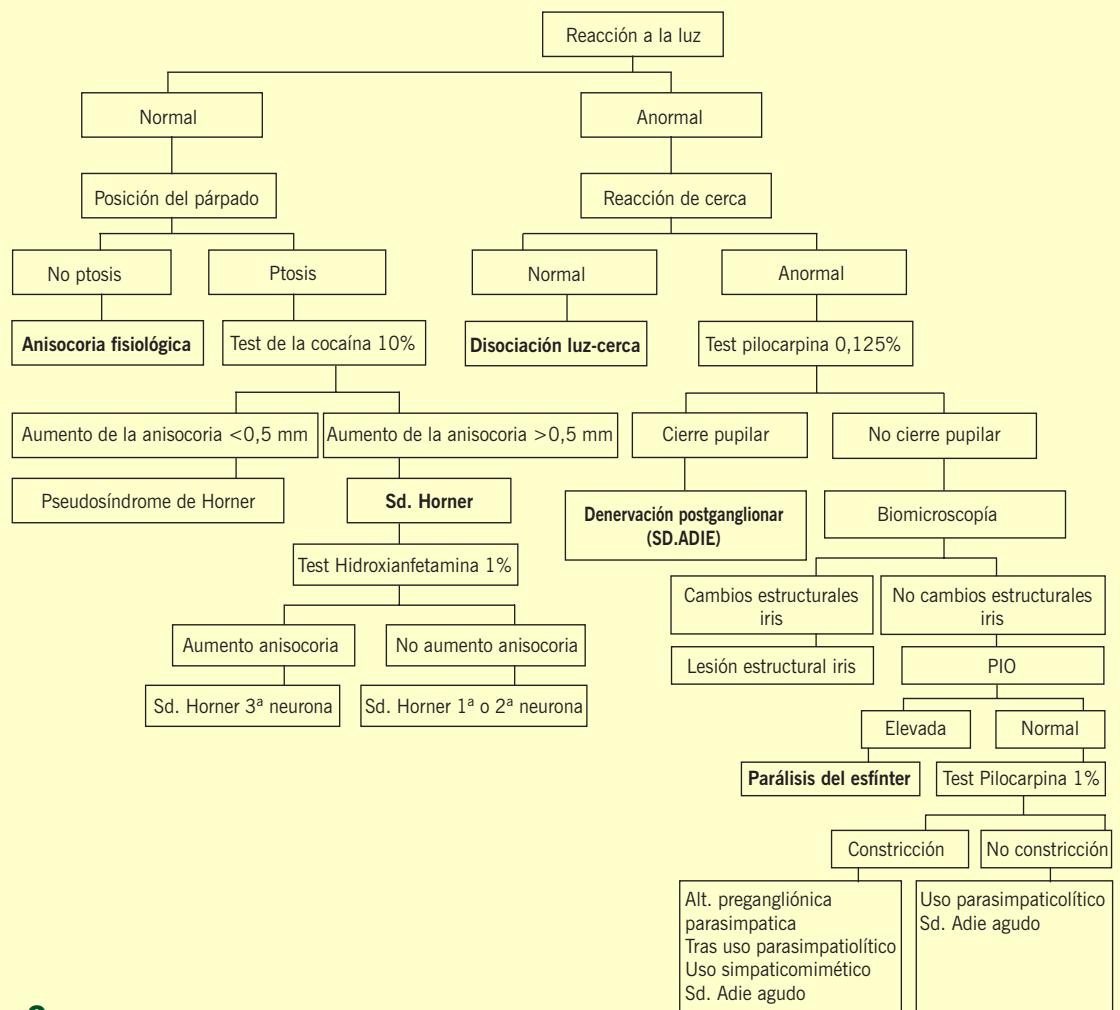 Reacción a la luz
Normal
Anormal
Posición del párpado
Reacción de cerca
No ptosis
Ptosis
Normal
Anormal
Anisocoria fisiológica
Test de la cocaína 10%
Disociación luz-cerca
Test pilocarpina 0,125%
Aumento de la anisocoria <0,5 mm
Aumento de la anisocoria >0,5 mm
Cierre pupilar
No cierre pupilar
Pseudosíndrome de Horner
Sd. Horner
Denervación postganglionar
(SD.ADIE)
Biomicroscopía
Test Hidroxianfetamina 1%
Cambios estructurales
iris
No cambios estructurales
iris
Aumento anisocoria
No aumento anisocoria
Lesión estructural iris
PIO
Sd. Horner 3ª neurona
Sd. Horner 1ª o 2ª neurona
Elevada
Normal
Parálisis del esfínter
Test Pilocarpina 1%
Constricción
No constricción
Alt. pregangliónica
parasimpatica
Tras uso parasimpatiolítico
Uso simpaticomimético
Sd. Adie agudo
Uso parasimpaticolítico
Sd. Adie agudo